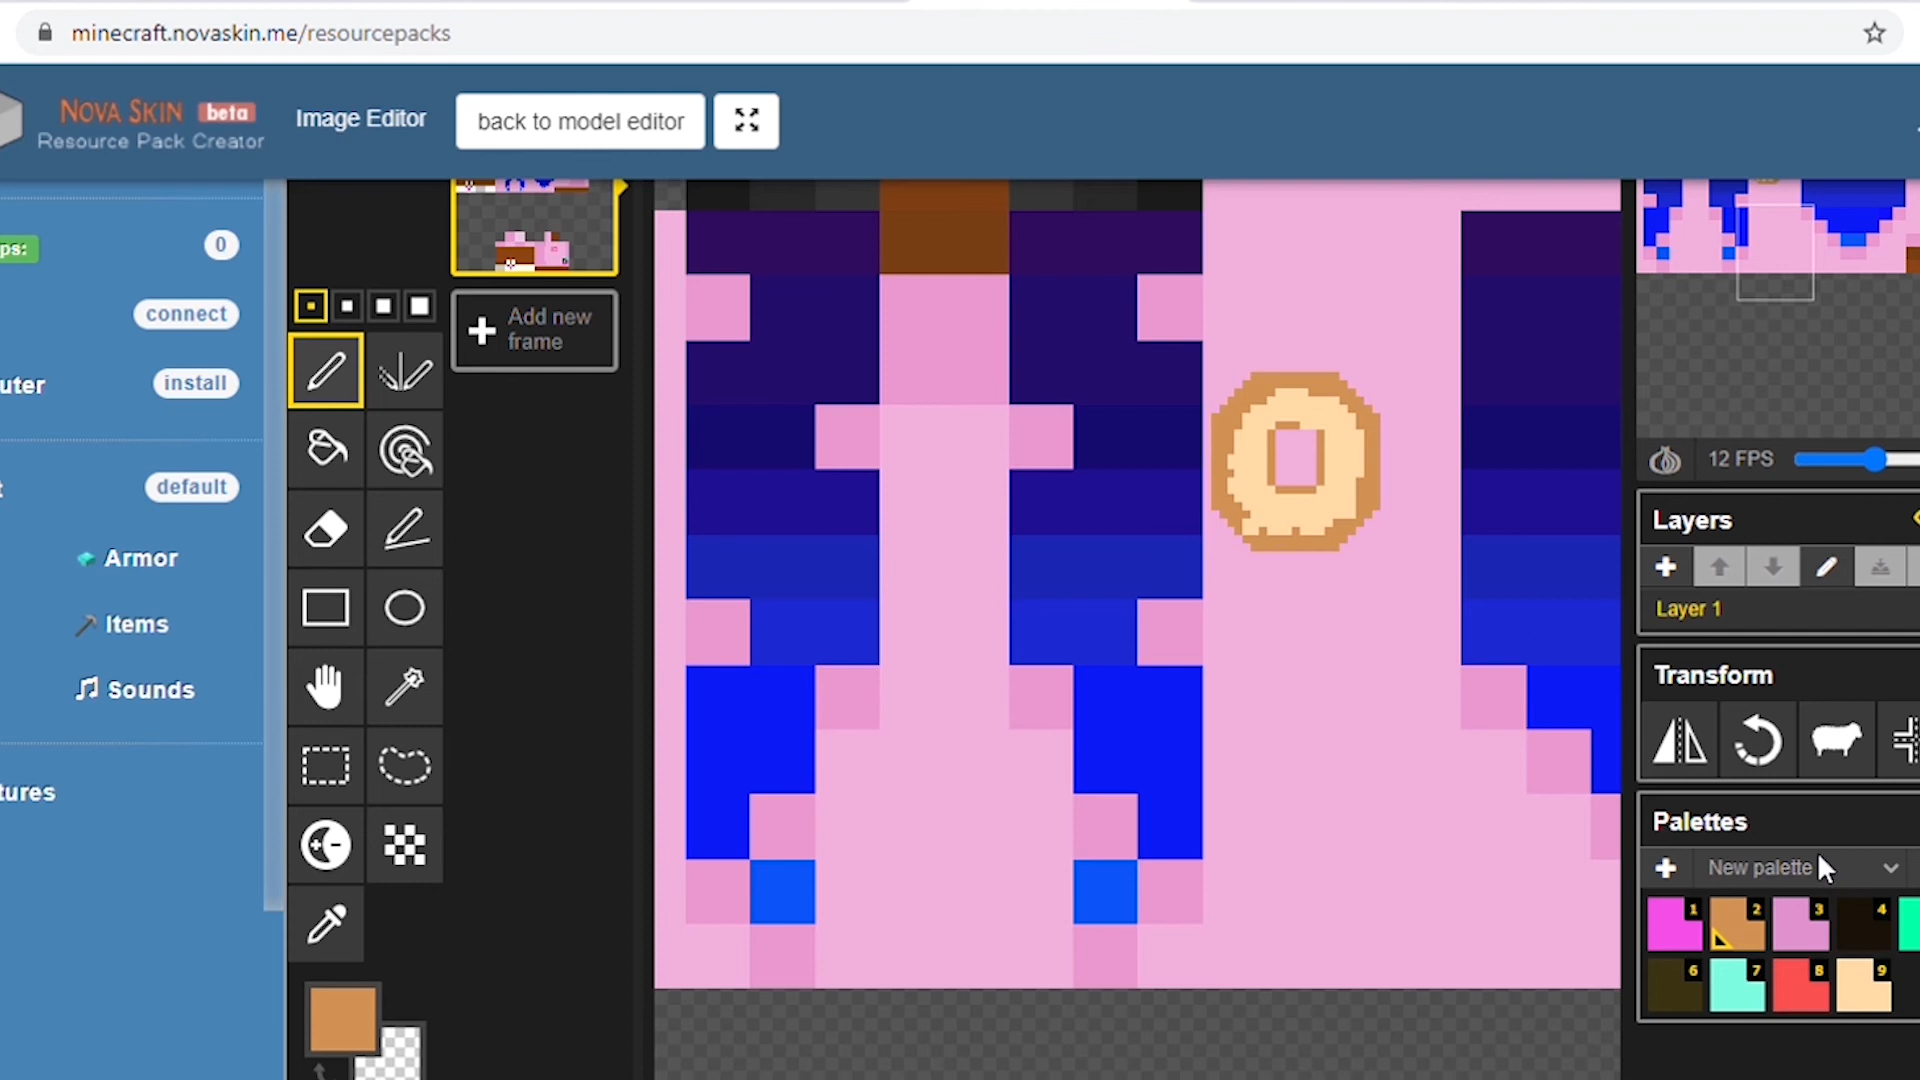 minecraft.novaskin.me/resourcepacks
NOVA SKIN beta
Resource Pack Creator
Image Editor
back to model editor
ps:
0
connect
uter
install
default
Armor
Items
Sounds
tures
Add new
frame
12 FPS
Layers
Layer 1
Transform
Palettes
New palette
1 2 3 4
6 7 8 9